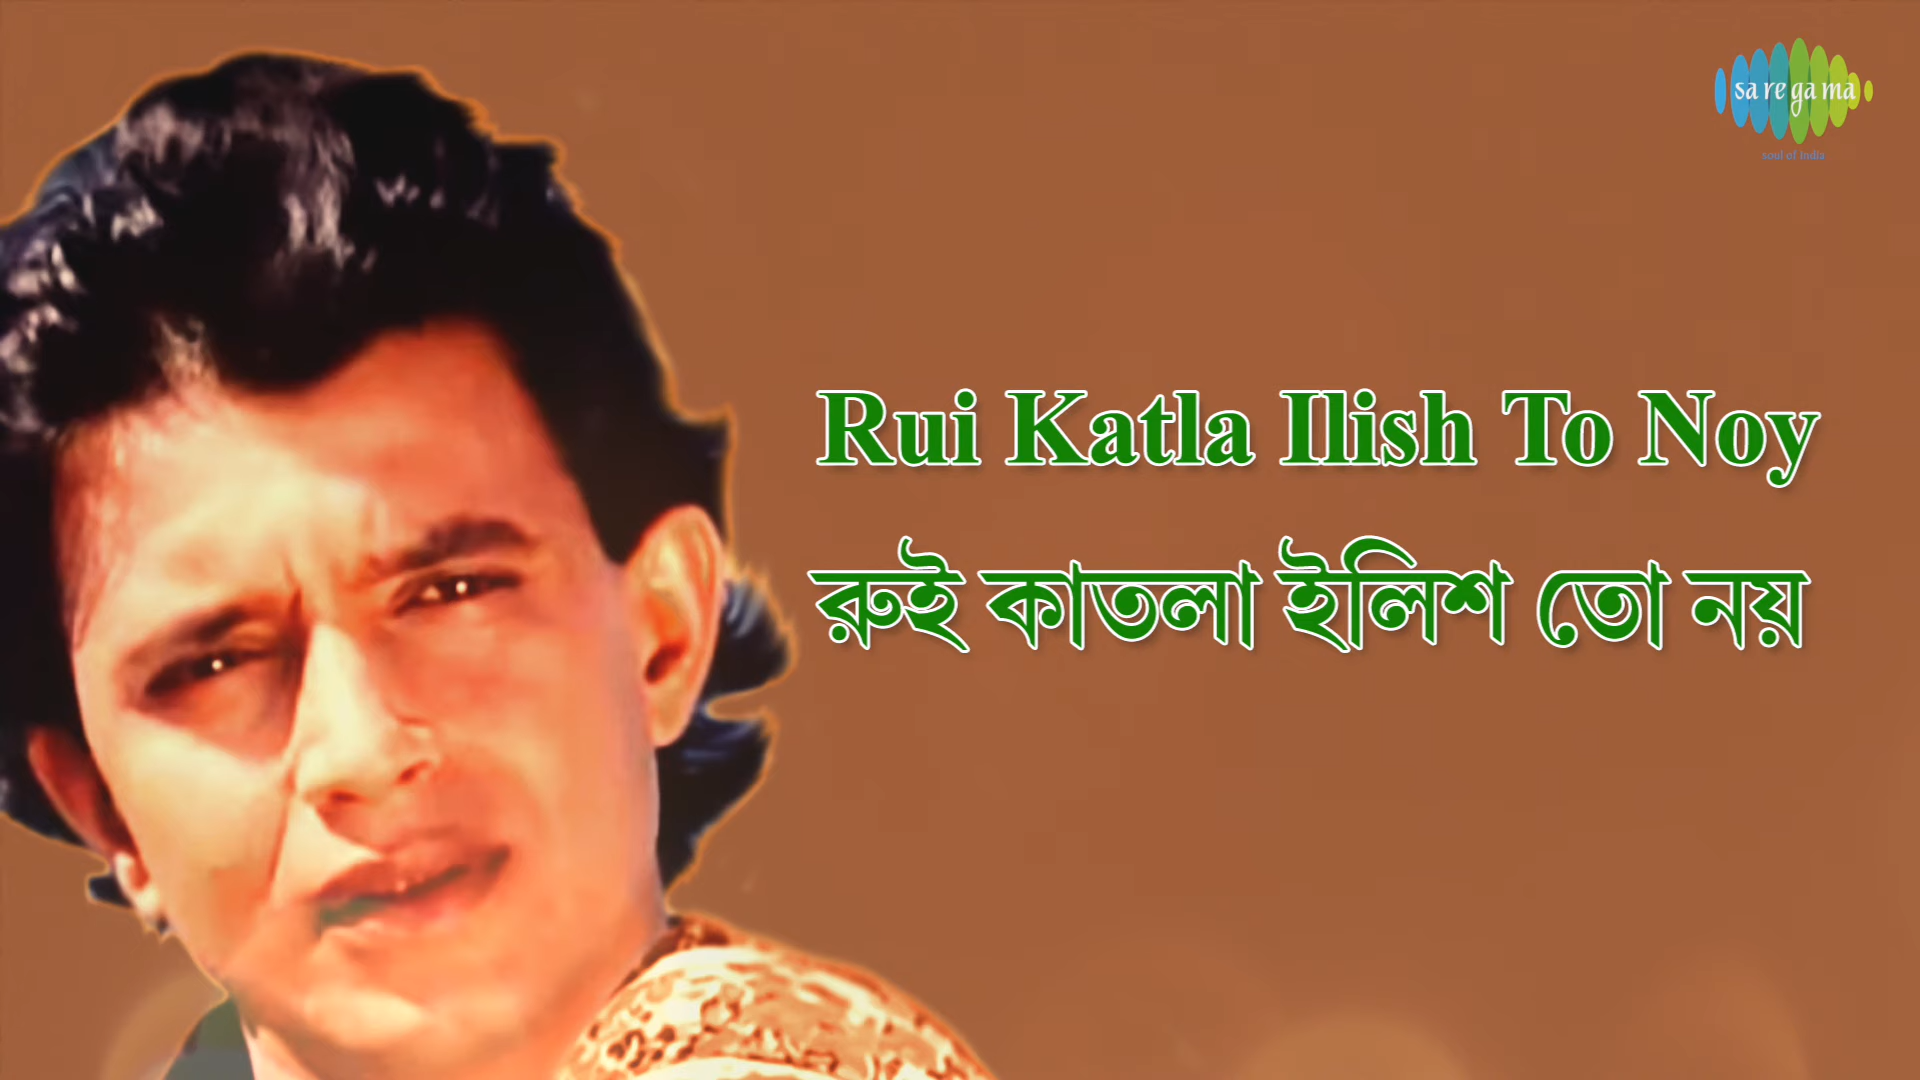 sa re ga ma
soul of India
Rui Katla Ilish To Noy
রুই কাতলা ইলিশ তো নয়